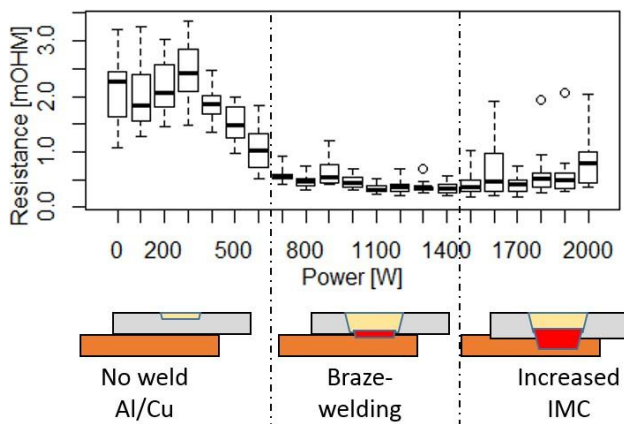 3.0
2.0
1.0
0.0
Resistance [mOHM]
0 200 500 800 1100 1400 1700 2000
Power [W]
No weld
Al/Cu
Braze-
welding
Increased
IMC